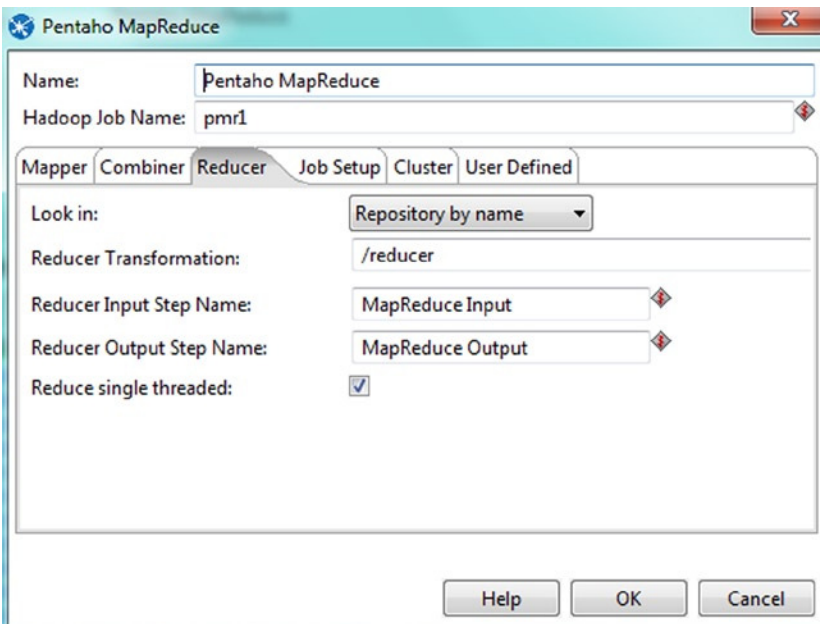 Pentaho MapReduce
Name: Pentaho MapReduce
Hadoop Job Name: pmr1
Mapper Combiner Reducer Job Setup Cluster User Defined
Look in: Repository by name
Reducer Transformation: /reducer
Reducer Input Step Name: MapReduce Input
Reducer Output Step Name: MapReduce Output
Reduce single threaded:
Help OK Cancel